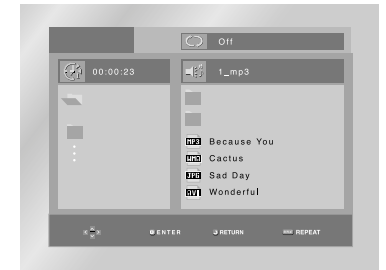 Off
00:00:23
1_mp3
MP3 Because You
WMA Cactus
JPG Sad Day
AVI Wonderful
ENTER RETURN REPEAT